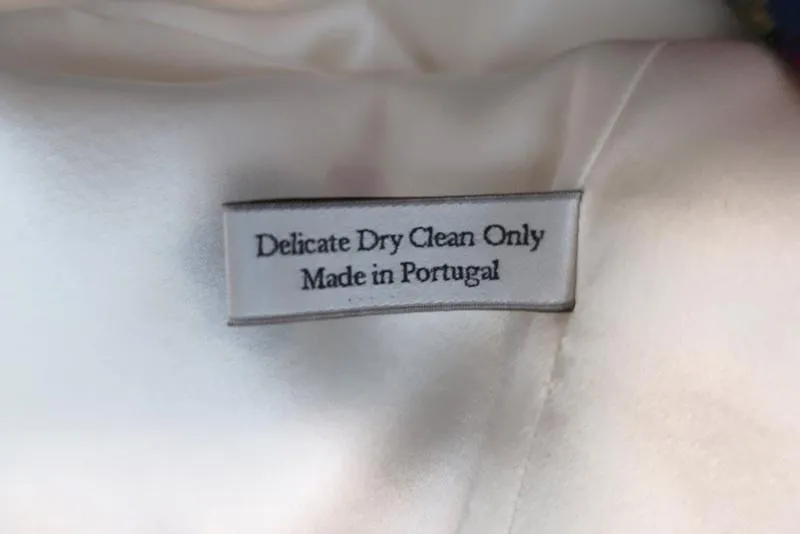 Delicate Dry Clean Only
Made in Portugal